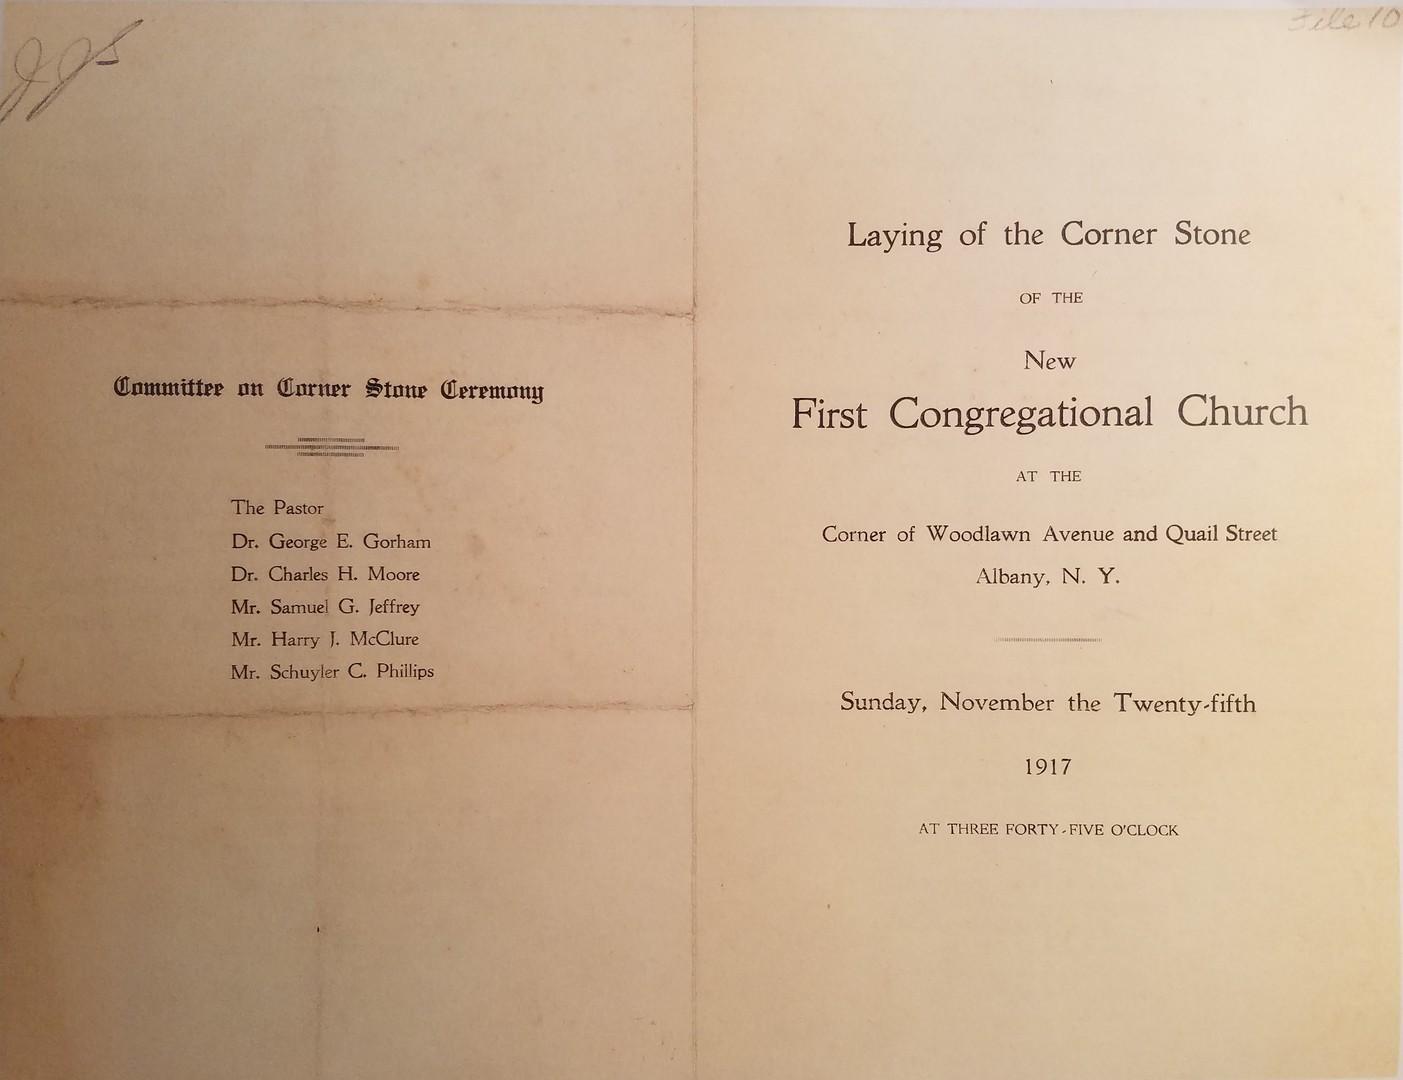 File 10
Committee on Corner Stone Ceremony
The Pastor
Dr. George E. Gorham
Dr. Charles H. Moore
Mr. Samuel G. Jeffrey
Mr. Harry J. McClure
Mr. Schuyler C. Phillips
Laying of the Corner Stone
OF THE
New
First Congregational Church
AT THE
Corner of Woodlawn Avenue and Quail Street
Albany, N. Y.
Sunday, November the Twenty-fifth
1917
AT THREE FORTY-FIVE O'CLOCK